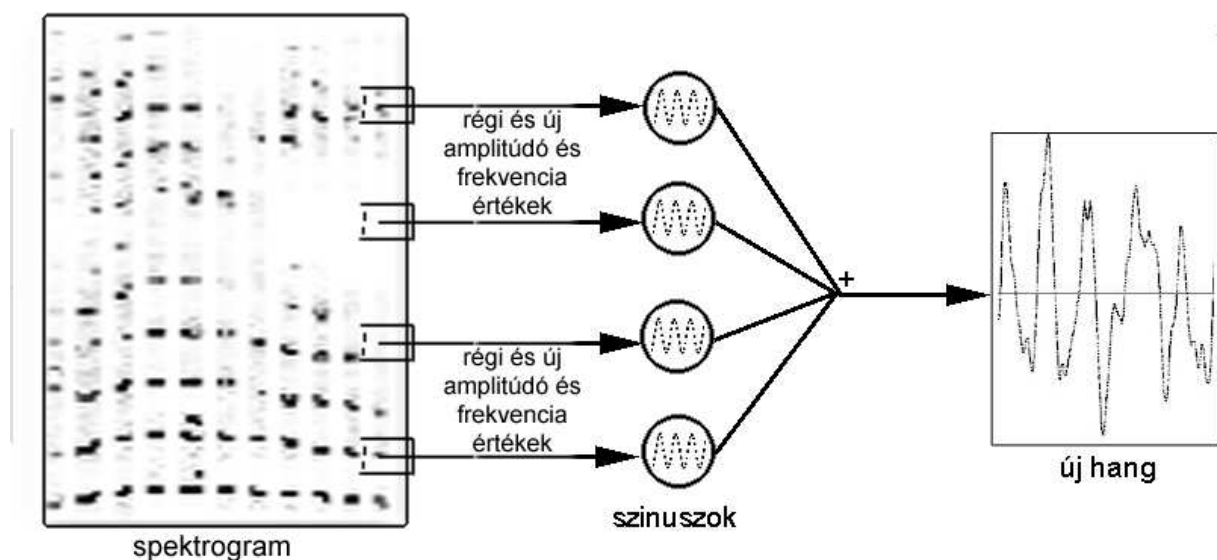 régi és új
amplitúdó és
frekvencia
értékek
+
régi és új
amplitúdó és
frekvencia
értékek
új hang
szinuszok
spektrogram